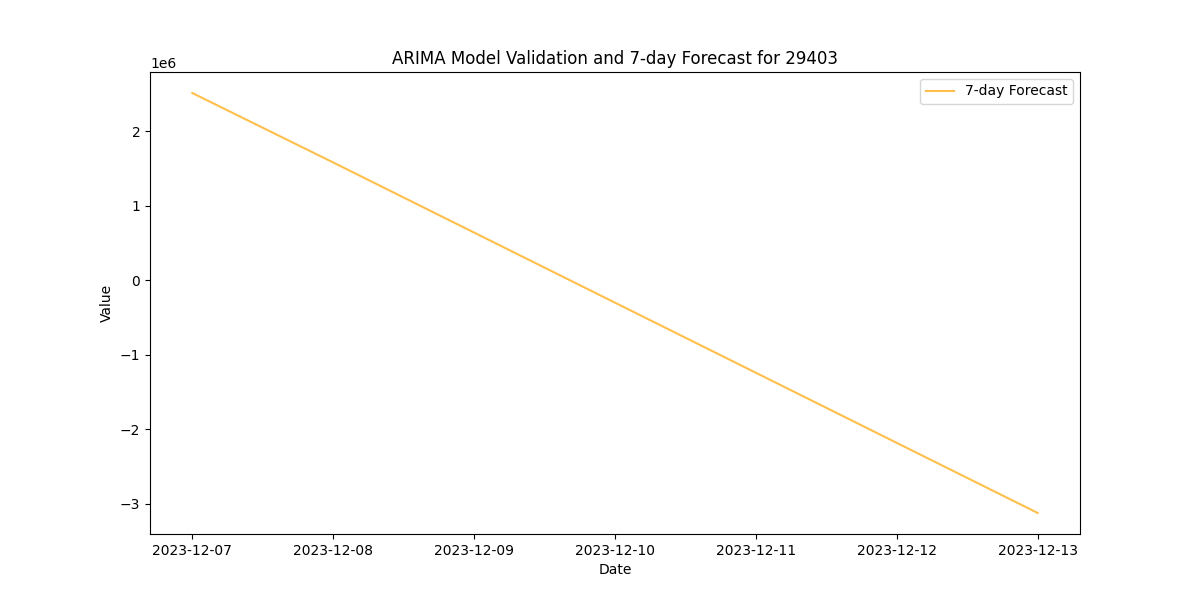 ARIMA Model Validation and 7-day Forecast for 29403
1e6
7-day Forecast
2
1
0
−1
−2
−3
Value
2023-12-07 2023-12-08 2023-12-09 2023-12-10 2023-12-11 2023-12-12 2023-12-13
Date